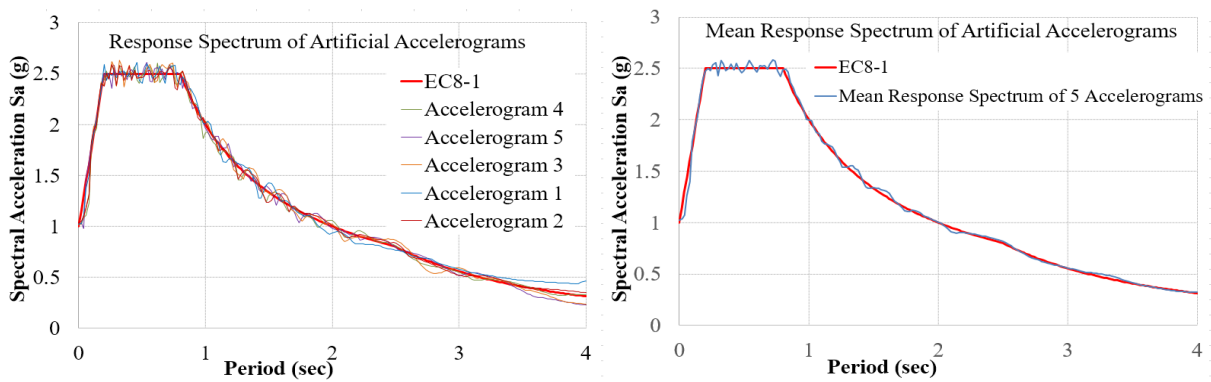 Response Spectrum of Artificial Accelerograms
Spectral Acceleration Sa (g)
3
2.5
2
1.5
1
0.5
0
EC8-1
Accelerogram 4
Accelerogram 5
Accelerogram 3
Accelerogram 1
Accelerogram 2
0 1 2 3 4
Period (sec)
Mean Response Spectrum of Artificial Accelerograms
Spectral Acceleration Sa (g)
3
2.5
2
1.5
1
0.5
0
EC8-1
Mean Response Spectrum of 5 Accelerograms
0 1 2 3 4
Period (sec)